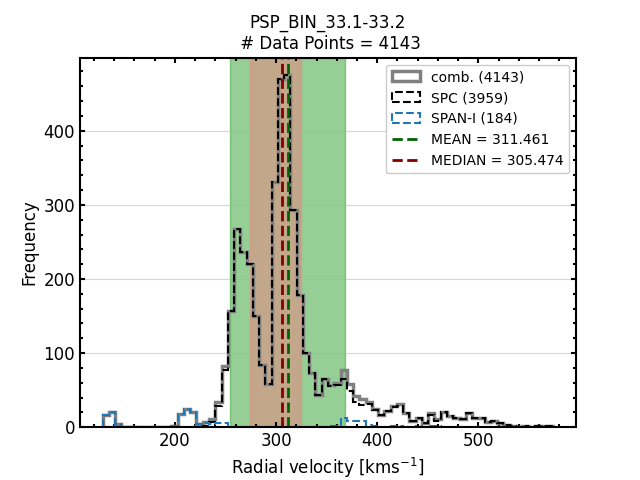 PSP_BIN_33.1-33.2
# Data Points = 4143
comb. (4143)
SPC (3959)
SPAN-I (184)
MEAN = 311.461
MEDIAN = 305.474
Frequency
400
300
200
100
0
200 300 400 500
Radial velocity [kms⁻¹]